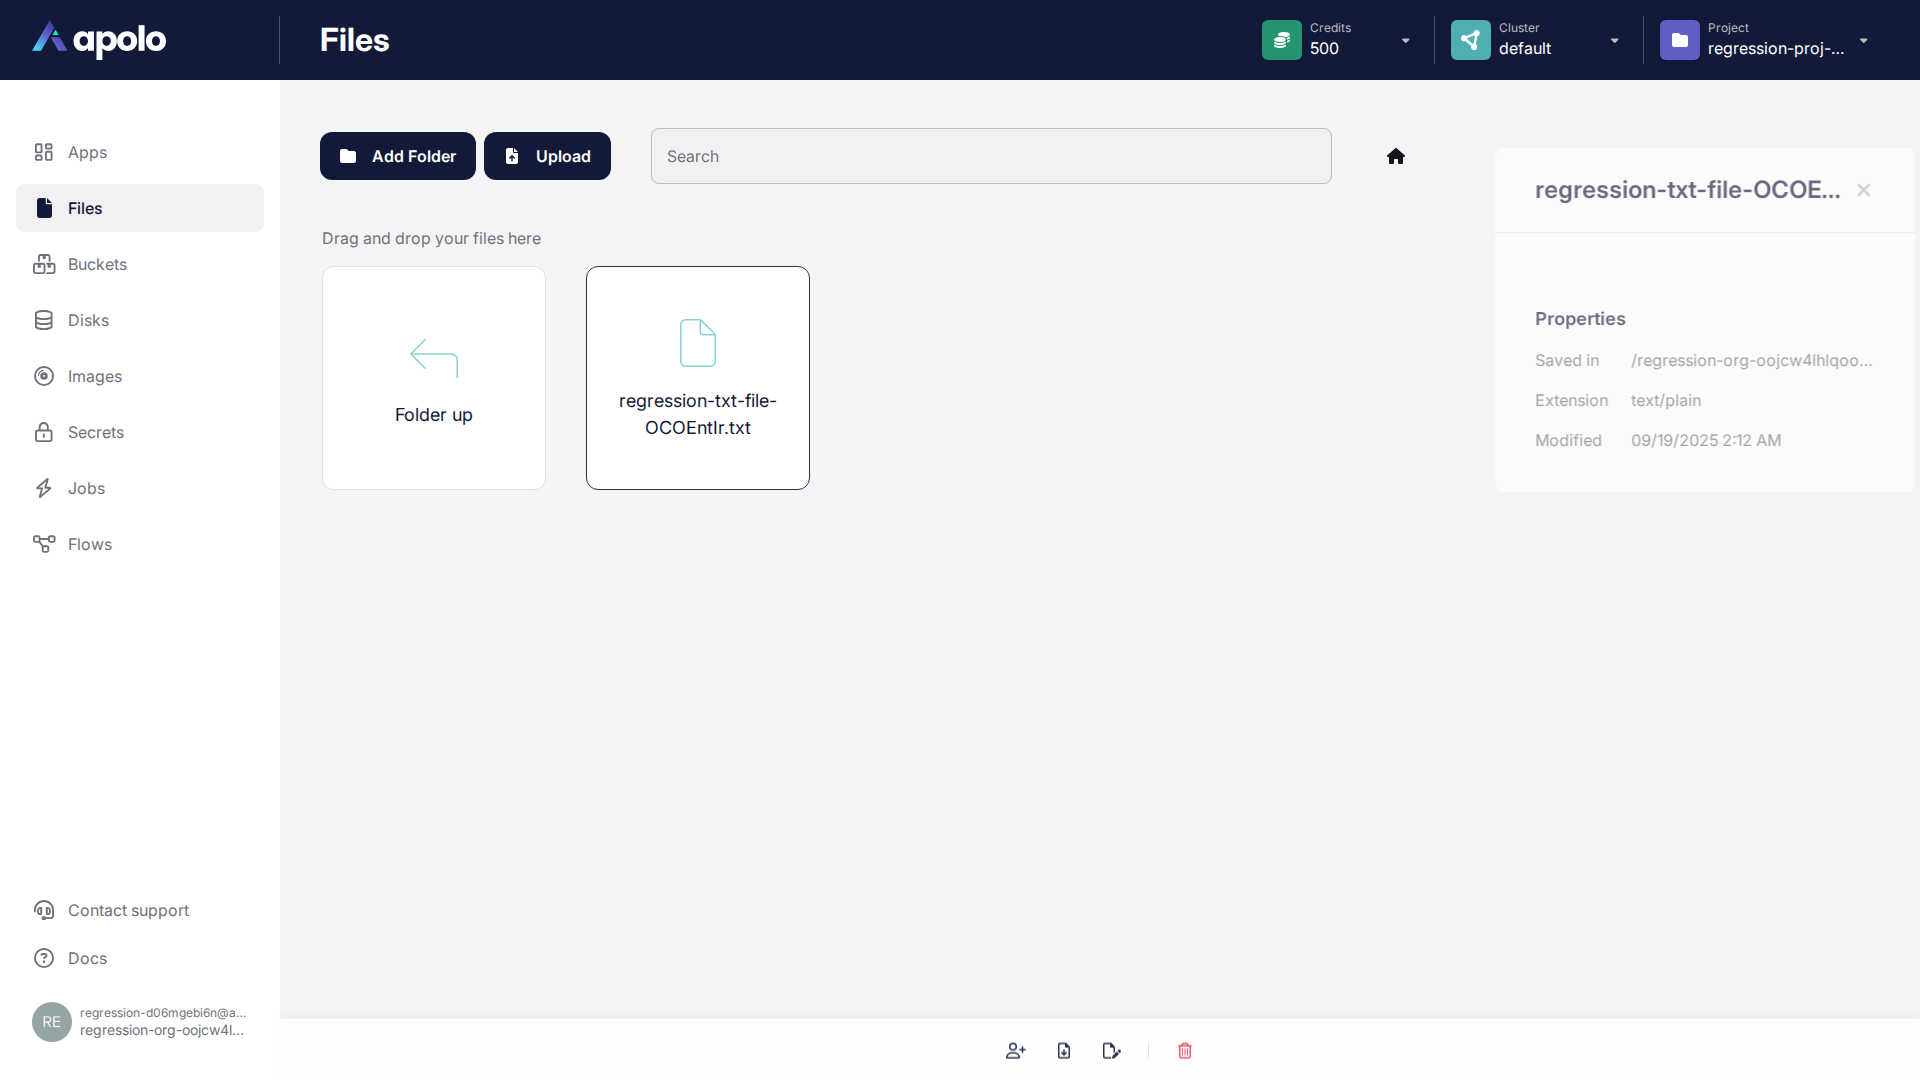 apolo
Files
Credits
500
Cluster
default
Project
regression-proj-...
Apps
Files
Buckets
Disks
Images
Secrets
Jobs
Flows
Contact support
Docs
RE
regression-d06mgebi6n@a...
regression-org-oojcw4l...
Add Folder
Upload
Search
Drag and drop your files here
Folder up
regression-txt-file-
OCOEntIr.txt
regression-txt-file-OCOE...
Properties
Saved in /regression-org-oojcw4lhlqoo...
Extension text/plain
Modified 09/19/2025 2:12 AM